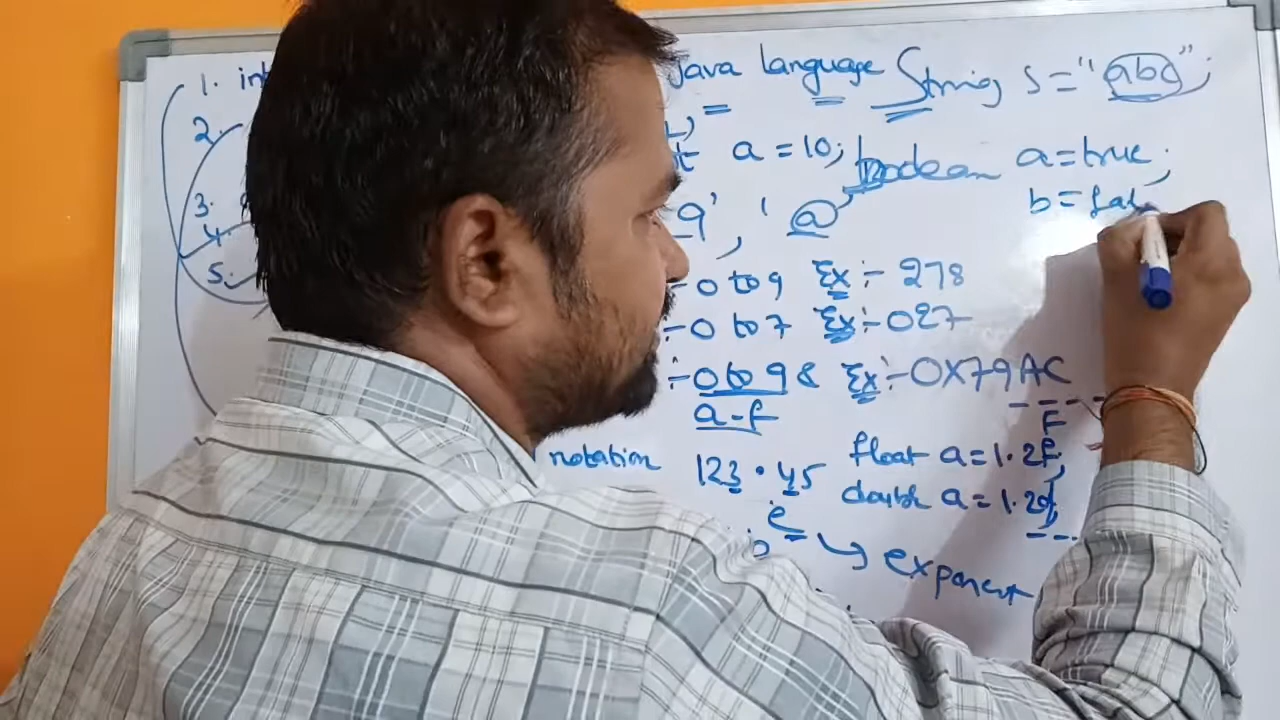 1. int Java language String s = "abc";
2. a = 10; boolean a = true;
b = fal
3. 9', 'a
4. 0 to 9 Ex :- 278
5. :- 0 to 7 Ex :- 027
:- 0 to 9 8 Ex :- 0X79AC
a-f F
notation 123.45 float a = 1.2f;
double a = 1.2d;
e
exponent